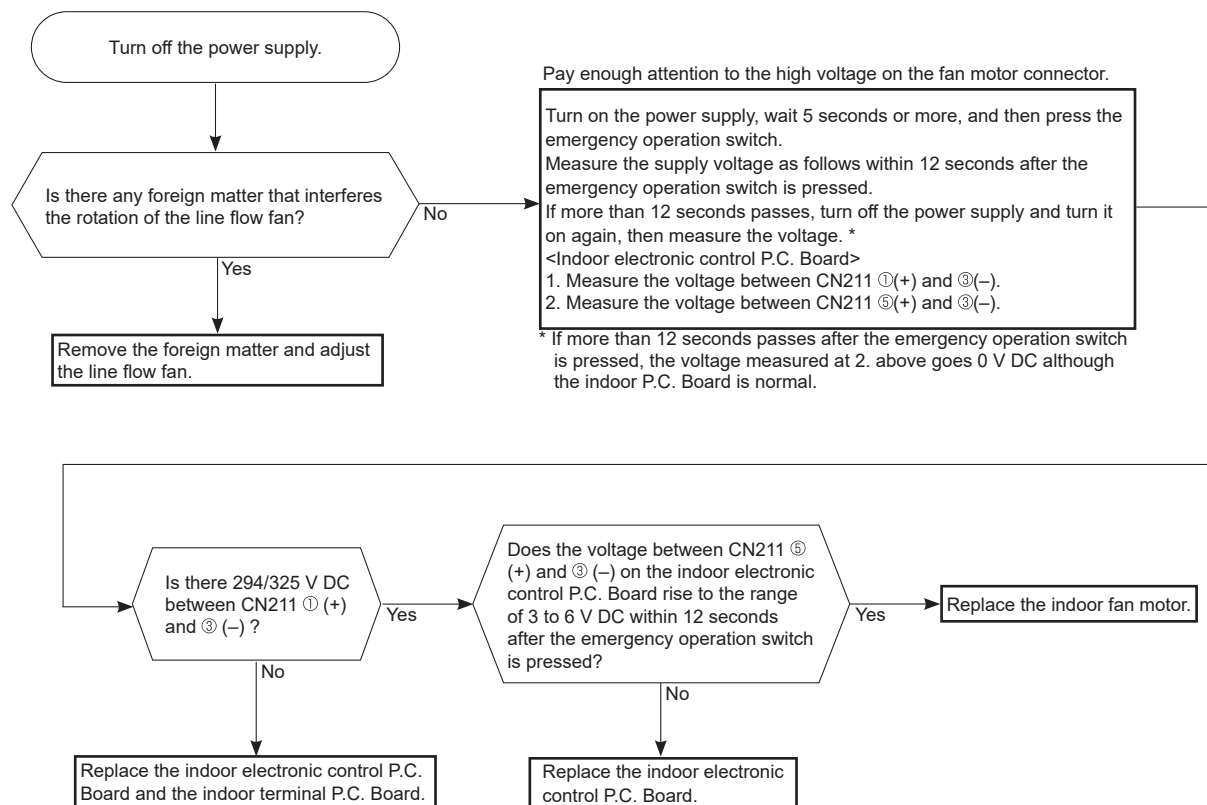 Turn off the power supply.
Is there any foreign matter that interferes
the rotation of the line flow fan?
No
Yes
Remove the foreign matter and adjust
the line flow fan.
Pay enough attention to the high voltage on the fan motor connector.
Turn on the power supply, wait 5 seconds or more, and then press the
emergency operation switch.
Measure the supply voltage as follows within 12 seconds after the
emergency operation switch is pressed.
If more than 12 seconds passes, turn off the power supply and turn it
on again, then measure the voltage. *
<Indoor electronic control P.C. Board>
1. Measure the voltage between CN211 ①(+) and ③(–).
2. Measure the voltage between CN211 ⑤(+) and ③(–).
* If more than 12 seconds passes after the emergency operation switch
is pressed, the voltage measured at 2. above goes 0 V DC although
the indoor P.C. Board is normal.
Is there 294/325 V DC
between CN211 ① (+)
and ③ (–) ?
Yes
No
Replace the indoor electronic control P.C.
Board and the indoor terminal P.C. Board.
Does the voltage between CN211 ⑤
(+) and ③ (–) on the indoor electronic
control P.C. Board rise to the range
of 3 to 6 V DC within 12 seconds
after the emergency operation switch
is pressed?
Yes
No
Replace the indoor electronic
control P.C. Board.
Replace the indoor fan motor.